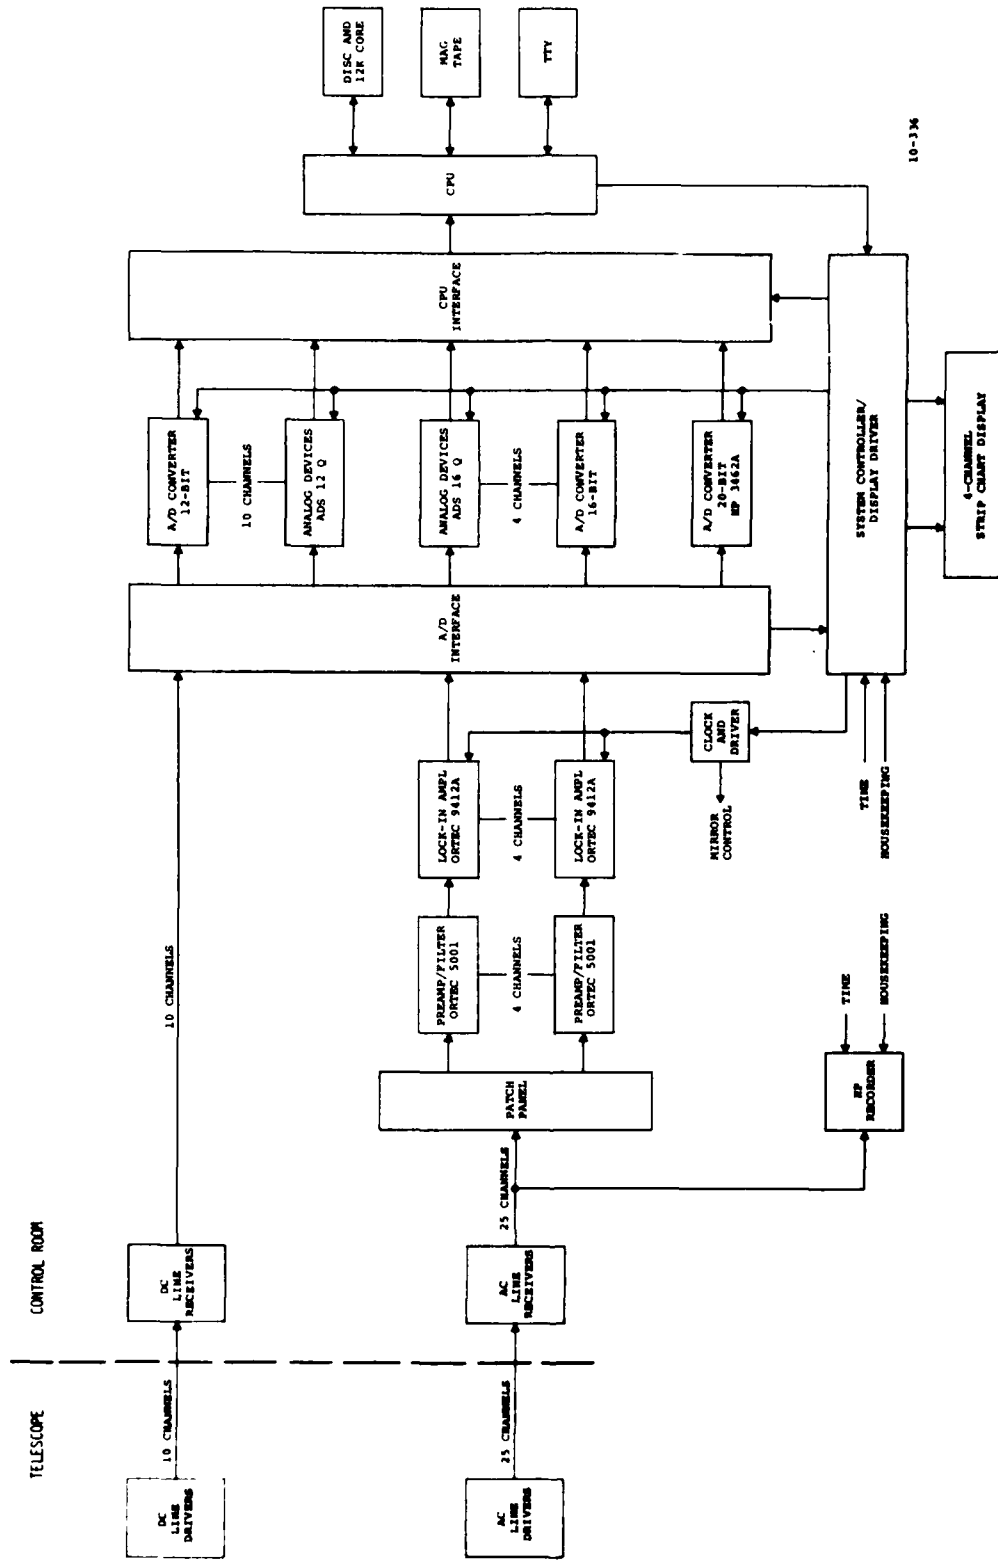 TELESCOPE
CONTROL ROOM
DC
LINE
DRIVERS
10 CHANNELS
DC
LINE
RECEIVERS
10 CHANNELS
AC
LINE
DRIVERS
25 CHANNELS
AC
LINE
RECEIVERS
25 CHANNELS
PATCH
PANEL
PREAMP/FILTER
ORTEC 5001
4 CHANNELS
PREAMP/FILTER
ORTEC 5001
LOCK-IN AMPL
ORTEC 9412A
4 CHANNELS
LOCK-IN AMPL
ORTEC 9412A
CLOCK
AND
DRIVER
MIRROR
CONTROL
A/D
INTERFACE
A/D CONVERTER
12-BIT
10 CHANNELS
ANALOG DEVICES
ADS 12 Q
ANALOG DEVICES
ADS 16 Q
4 CHANNELS
A/D CONVERTER
16-BIT
A/D CONVERTER
20-BIT
HP 3462A
CPU
INTERFACE
CPU
DISC AND
12K CORE
MAG
TAPE
TTY
HP
RECORDER
TIME
HOUSEKEEPING
TIME
HOUSEKEEPING
SYSTEM CONTROLLER/
DISPLAY DRIVER
4-CHANNEL
STRIP CHART DISPLAY
10-336